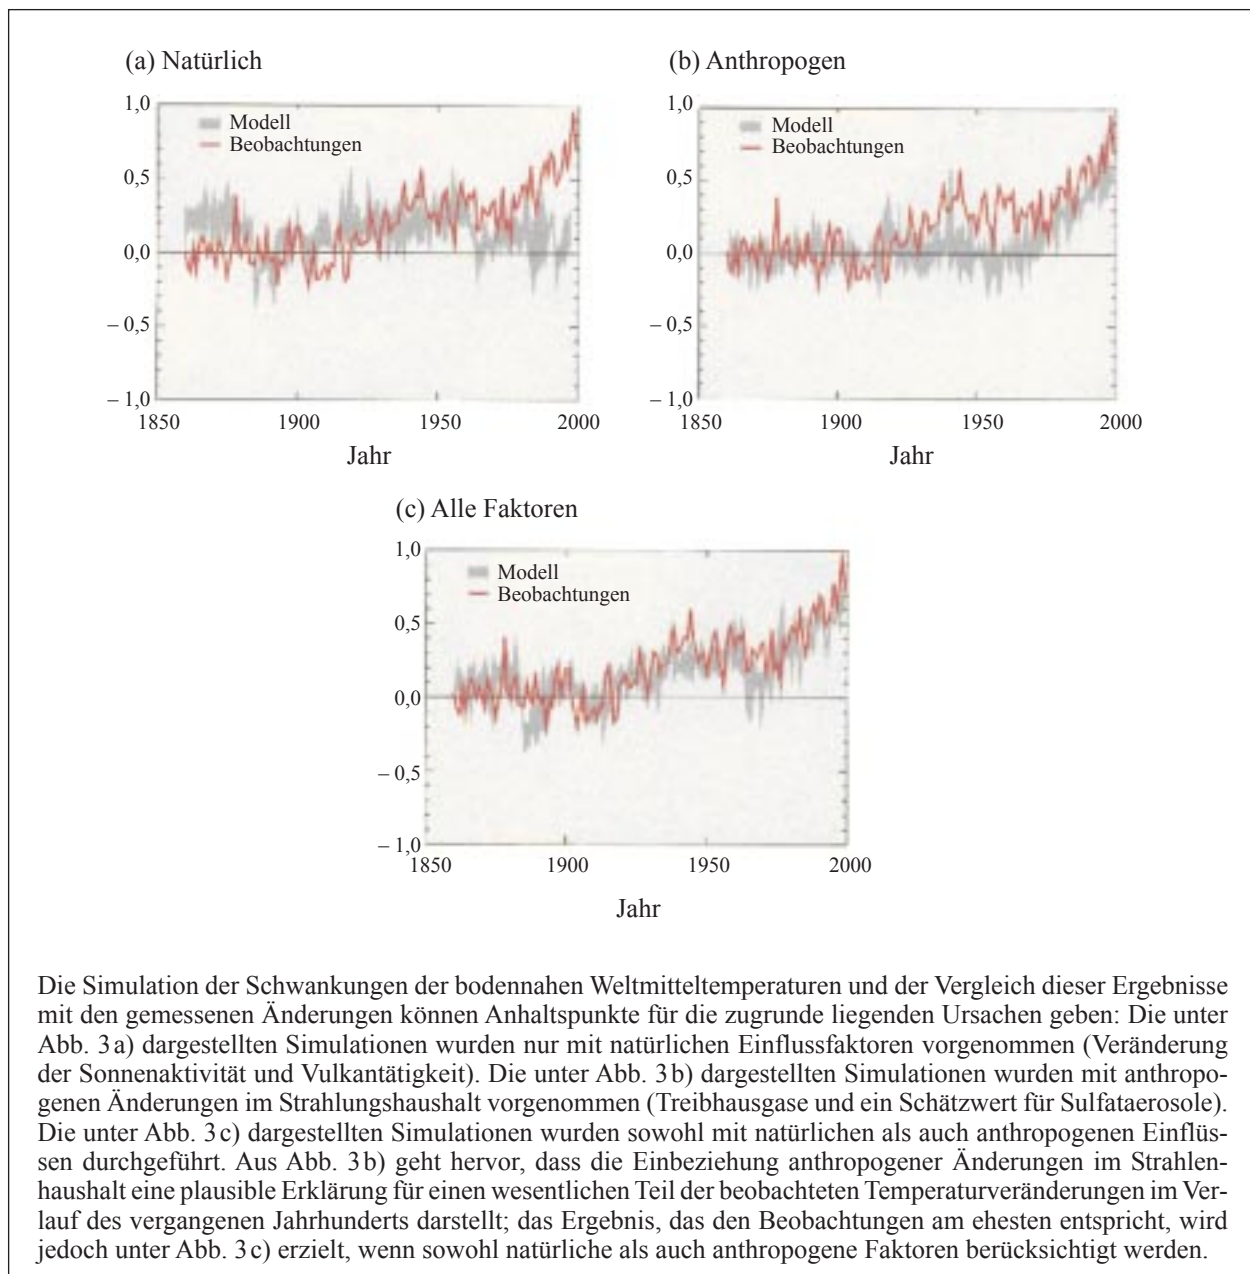 (a) Natürlich
1,0
0,5
0,0
– 0,5
– 1,0
Modell
Beobachtungen
1850 1900 1950 2000
Jahr
(b) Anthropogen
1,0
0,5
0,0
– 0,5
– 1,0
Modell
Beobachtungen
1850 1900 1950 2000
Jahr
(c) Alle Faktoren
1,0
0,5
0,0
– 0,5
– 1,0
Modell
Beobachtungen
1850 1900 1950 2000
Jahr
Die Simulation der Schwankungen der bodennahen Weltmitteltemperaturen und der Vergleich dieser Ergebnisse
mit den gemessenen Änderungen können Anhaltspunkte für die zugrunde liegenden Ursachen geben: Die unter
Abb. 3 a) dargestellten Simulationen wurden nur mit natürlichen Einflussfaktoren vorgenommen (Veränderung
der Sonnenaktivität und Vulkantätigkeit). Die unter Abb. 3 b) dargestellten Simulationen wurden mit anthropo-
genen Änderungen im Strahlungshaushalt vorgenommen (Treibhausgase und ein Schätzwert für Sulfataerosole).
Die unter Abb. 3 c) dargestellten Simulationen wurden sowohl mit natürlichen als auch anthropogenen Einflüs-
sen durchgeführt. Aus Abb. 3 b) geht hervor, dass die Einbeziehung anthropogener Änderungen im Strahlen-
haushalt eine plausible Erklärung für einen wesentlichen Teil der beobachteten Temperaturveränderungen im Ver-
lauf des vergangenen Jahrhunderts darstellt; das Ergebnis, das den Beobachtungen am ehesten entspricht, wird
jedoch unter Abb. 3 c) erzielt, wenn sowohl natürliche als auch anthropogene Faktoren berücksichtigt werden.